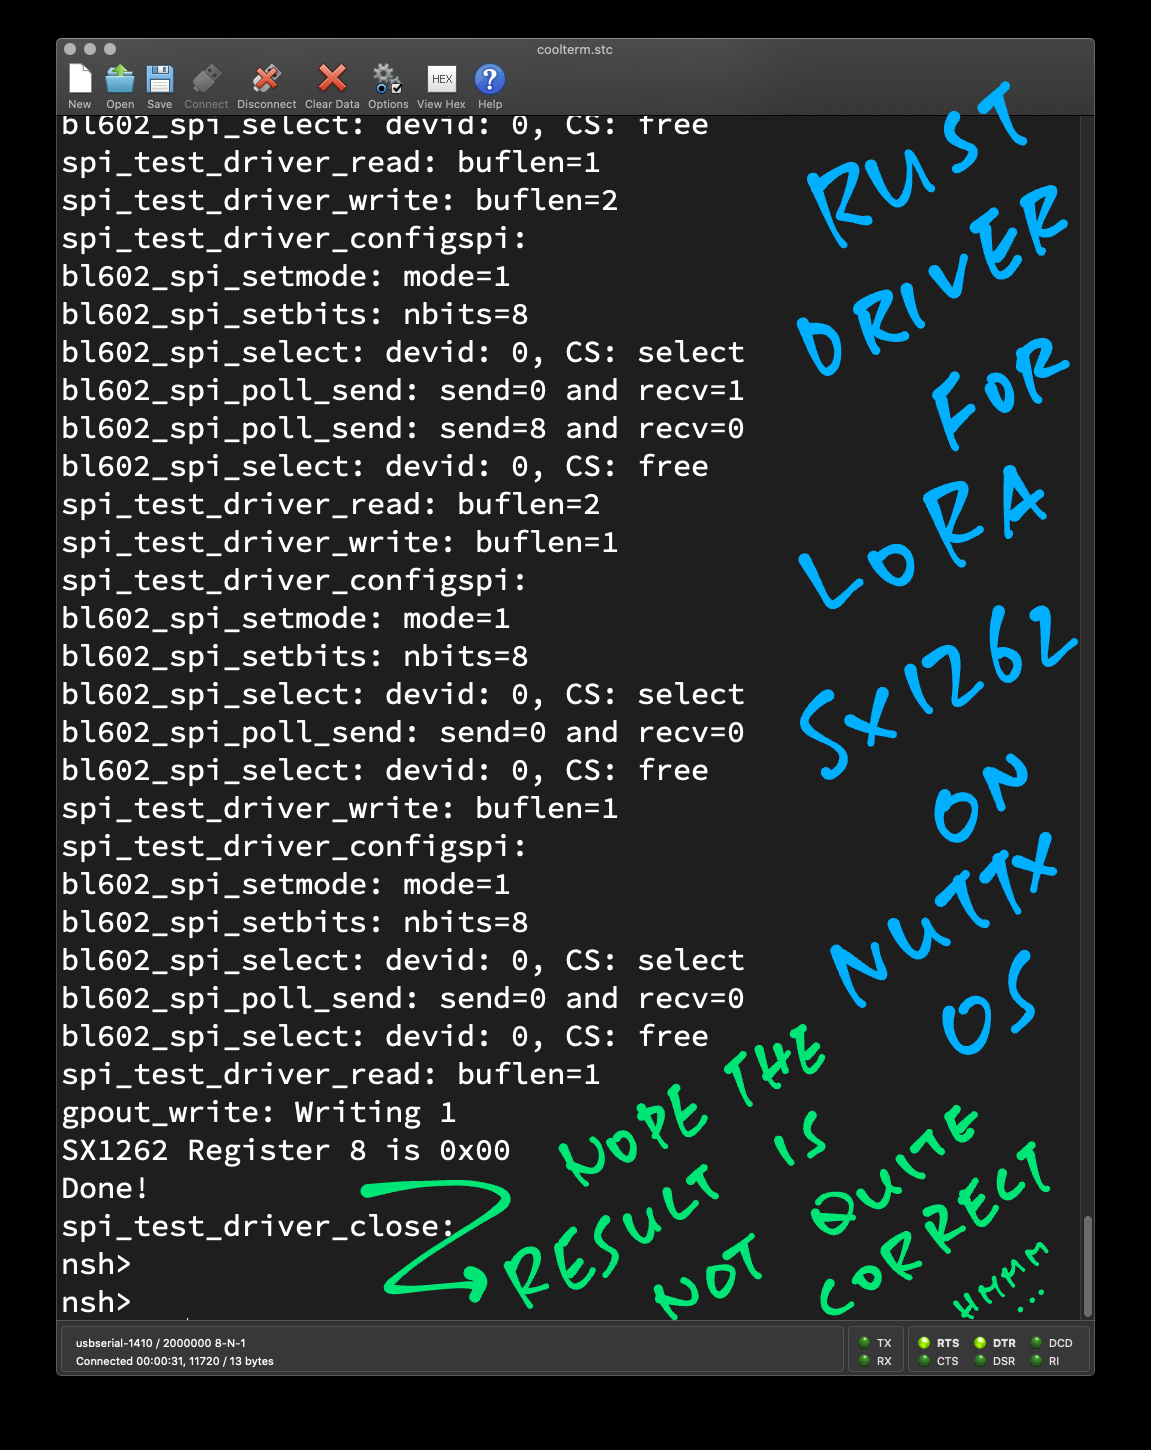 coolterm.stc
New Open Save Connect Disconnect Clear Data Options View Hex Help
HEX
?
bl602_spi_select: devid: 0, CS: free
spi_test_driver_read: buflen=1
spi_test_driver_write: buflen=2
spi_test_driver_configspi:
bl602_spi_setmode: mode=1
bl602_spi_setbits: nbits=8
bl602_spi_select: devid: 0, CS: select
bl602_spi_poll_send: send=0 and recv=1
bl602_spi_poll_send: send=8 and recv=0
bl602_spi_select: devid: 0, CS: free
spi_test_driver_read: buflen=2
spi_test_driver_write: buflen=1
spi_test_driver_configspi:
bl602_spi_setmode: mode=1
bl602_spi_setbits: nbits=8
bl602_spi_select: devid: 0, CS: select
bl602_spi_poll_send: send=0 and recv=0
bl602_spi_select: devid: 0, CS: free
spi_test_driver_write: buflen=1
spi_test_driver_configspi:
bl602_spi_setmode: mode=1
bl602_spi_setbits: nbits=8
bl602_spi_select: devid: 0, CS: select
bl602_spi_poll_send: send=0 and recv=0
bl602_spi_select: devid: 0, CS: free
spi_test_driver_read: buflen=1
gpout_write: Writing 1
SX1262 Register 8 is 0x00
Done!
spi_test_driver_close:
nsh>
nsh>
RUST
DRIVER
FOR
LORA
SX1262
ON
NUTTX
OS
NOPE THE
RESULT IS
NOT QUITE
CORRECT
HMMM
...
usbserial-1410 / 2000000 8-N-1
Connected 00:00:31, 11720 / 13 bytes
TX RTS DTR DCD
RX CTS DSR RI